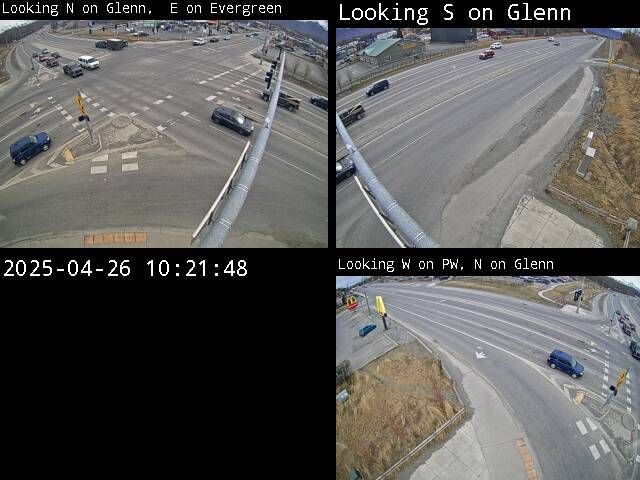 Looking N on Glenn, E on Evergreen
Looking S on Glenn
2025-04-26 10:21:48
Looking W on PW, N on Glenn